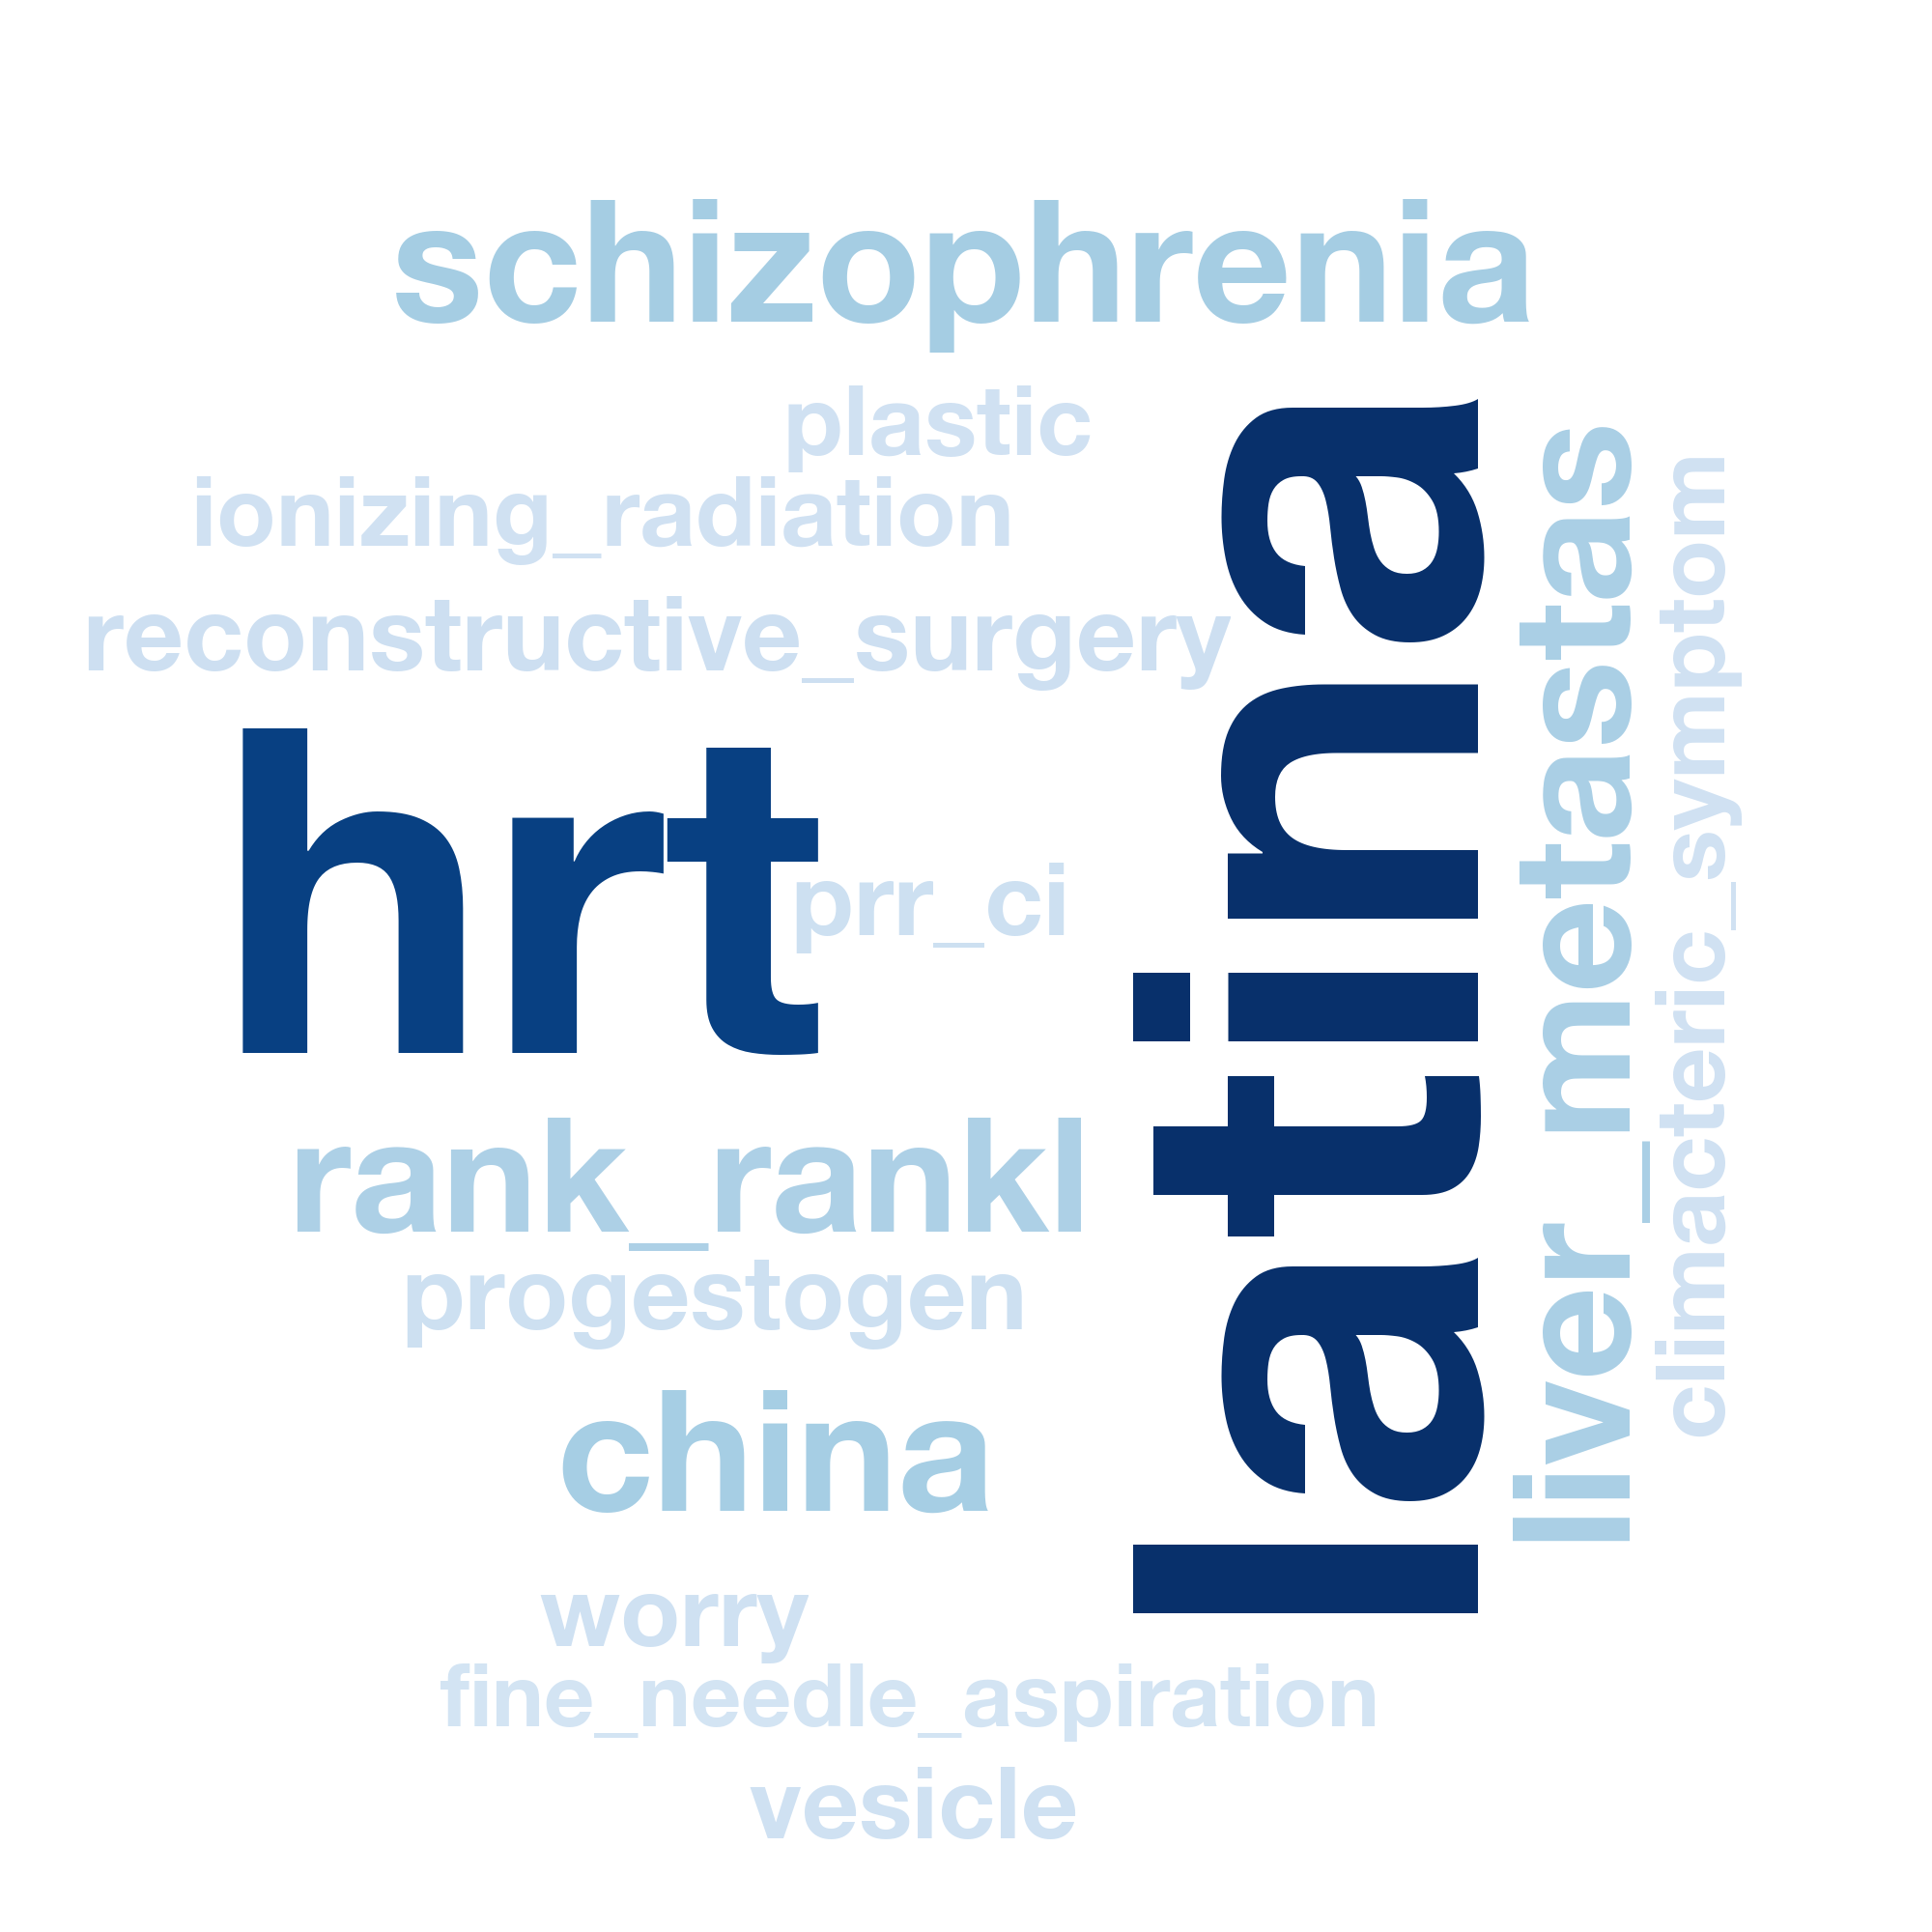 schizophrenia
plastic
ionizing_radiation
reconstructive_surgery
hrt
prr_ci
rank_rankl
progestogen
china
worry
fine_needle_aspiration
vesicle
latina
liver_metastas
climacteric_symptom